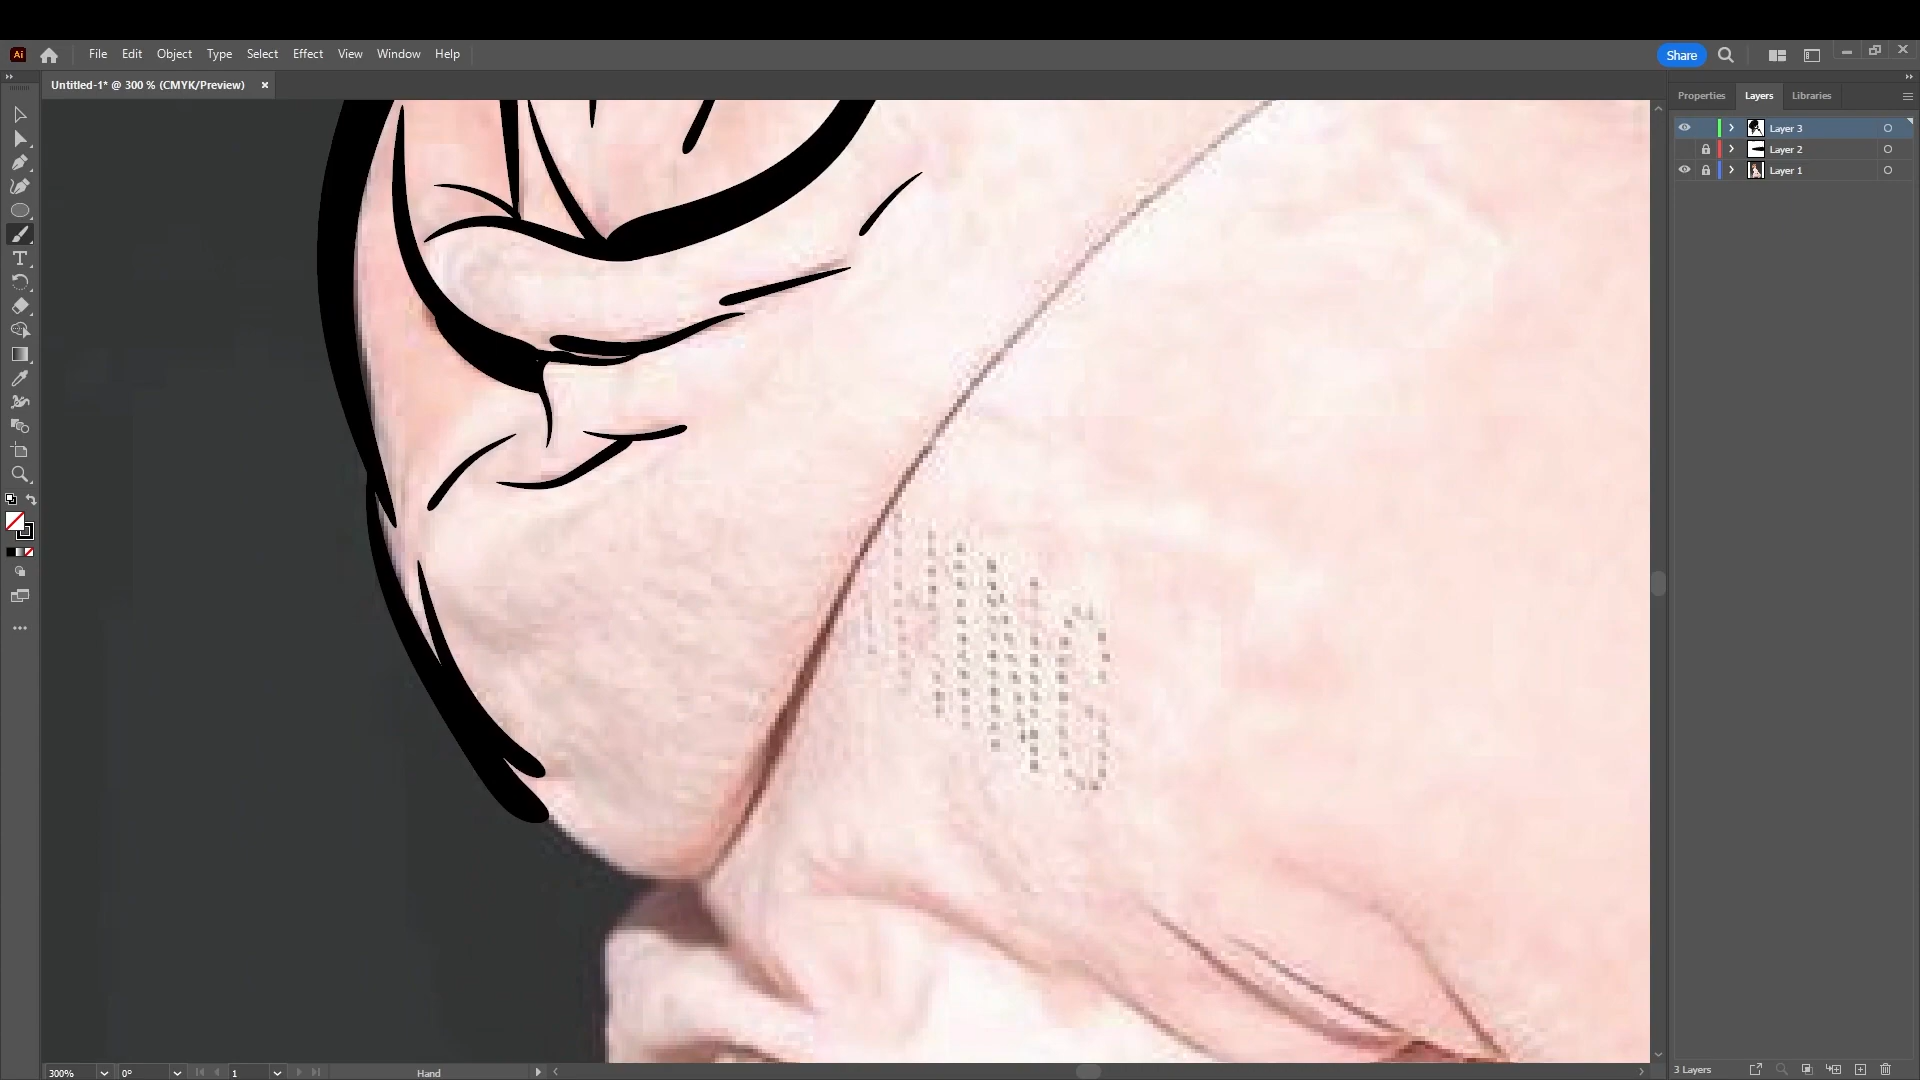 Ai File Edit Object Type Select Effect View Window Help Share
Untitled-1* @ 300 % (CMYK/Preview) ×
Properties Layers Libraries
Layer 3
Layer 2
Layer 1
300% 0° 1 Hand
3 Layers